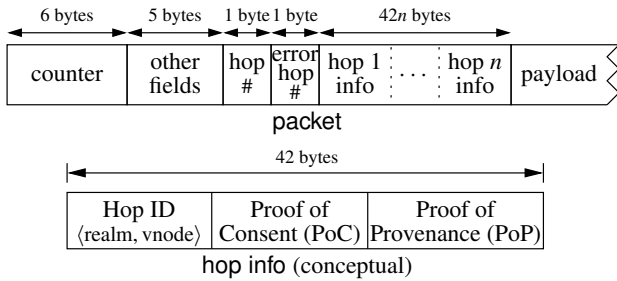 6 bytes 5 bytes 1 byte 1 byte 42n bytes
counter other fields hop # error hop # hop 1 info ··· hop n info payload
packet
42 bytes
Hop ID Proof of Proof of
⟨realm, vnode⟩ Consent (PoC) Provenance (PoP)
hop info (conceptual)